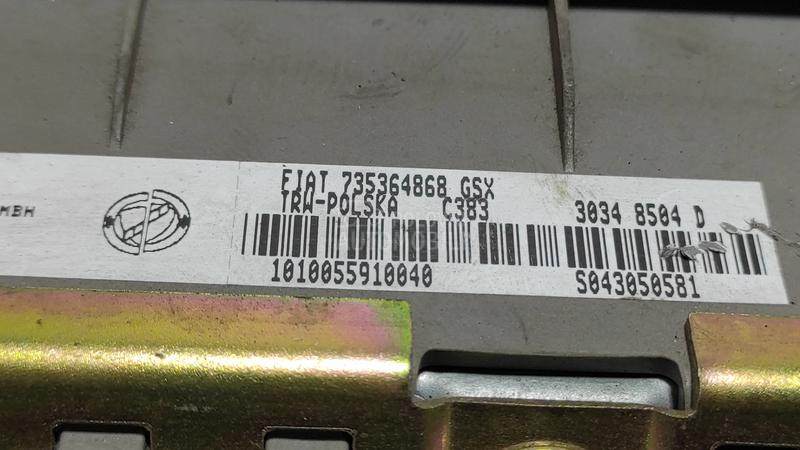 MBH
FIAT 735364868 GSX
TRW-POLSKA C383 3034 8504 D
1010055910040 S043050581